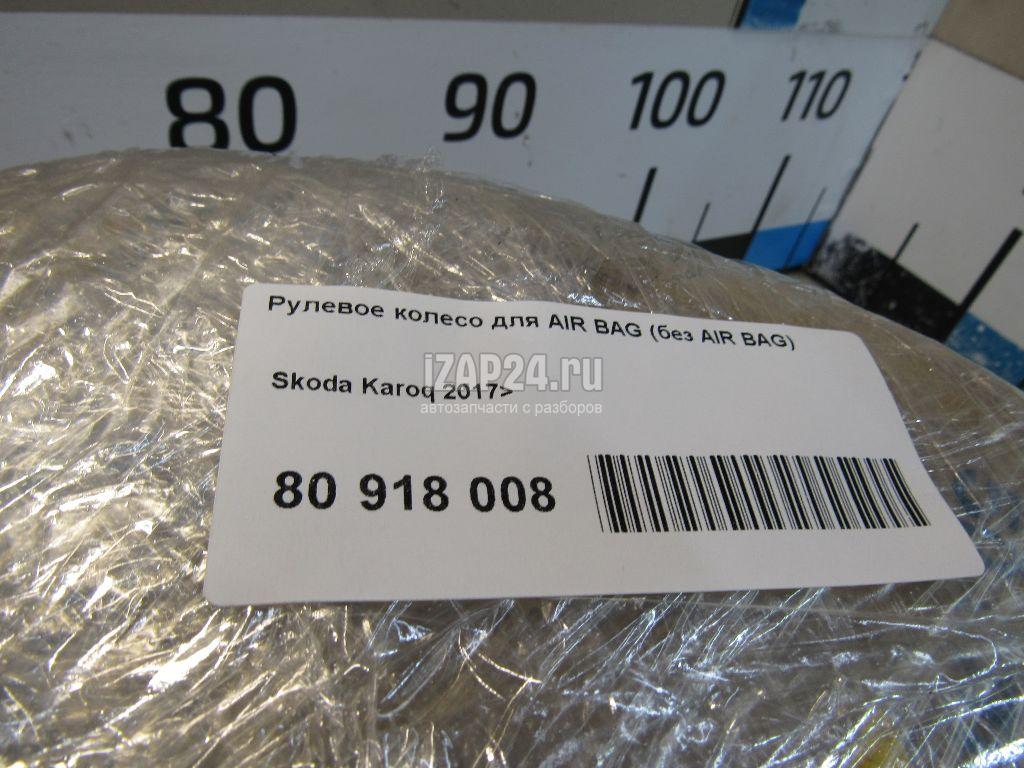 80 90 100 110
Рулевое колесо для AIR BAG (без AIR BAG)
iZAP24.ru
Skoda Karoq 2017>
автозапчасти с разборов
80 918 008